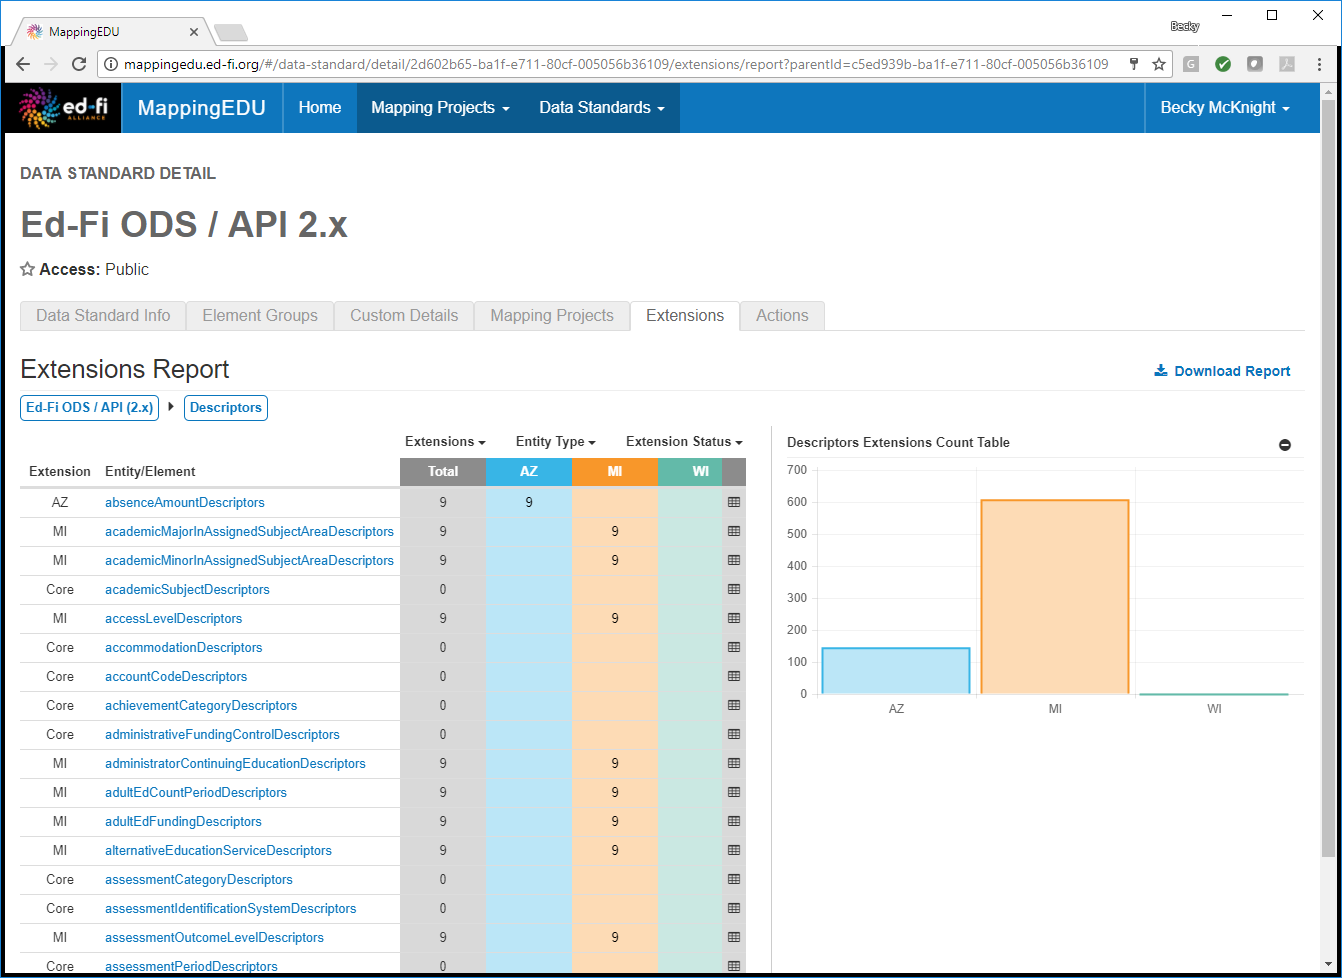 MappingEDU
Becky
mappingedu.ed-fi.org/#/data-standard/detail/2d602b65-ba1f-e711-80cf-005056b36109/extensions/report?parentId=c5ed939b-ba1f-e711-80cf-005056b36109
G
ed-fi ALLIANCE
MappingEDU Home Mapping Projects Data Standards Becky McKnight
DATA STANDARD DETAIL
Ed-Fi ODS / API 2.x
Access: Public
Data Standard Info Element Groups Custom Details Mapping Projects Extensions Actions
Extensions Report
Download Report
Ed-Fi ODS / API (2.x) Descriptors
Extensions Entity Type Extension Status
Extension Entity/Element Total AZ MI WI
AZ absenceAmountDescriptors 9 9
MI academicMajorInAssignedSubjectAreaDescriptors 9 9
MI academicMinorInAssignedSubjectAreaDescriptors 9 9
Core academicSubjectDescriptors 0
MI accessLevelDescriptors 9 9
Core accommodationDescriptors 0
Core accountCodeDescriptors 0
Core achievementCategoryDescriptors 0
Core administrativeFundingControlDescriptors 0
MI administratorContinuingEducationDescriptors 9 9
MI adultEdCountPeriodDescriptors 9 9
MI adultEdFundingDescriptors 9 9
MI alternativeEducationServiceDescriptors 9 9
Core assessmentCategoryDescriptors 0
Core assessmentIdentificationSystemDescriptors 0
MI assessmentOutcomeLevelDescriptors 9 9
Core assessmentPeriodDescriptors 0
Descriptors Extensions Count Table
700
600
500
400
300
200
100
0
AZ MI WI